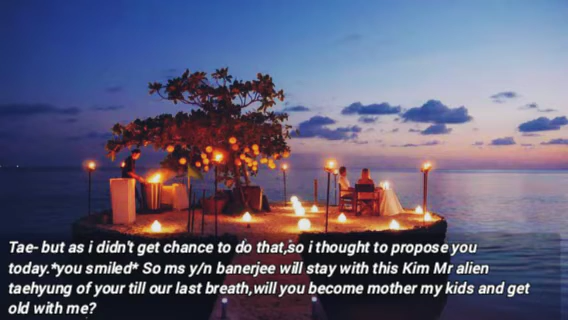 Tae- but as i didn't get chance to do that,so i thought to propose you
today.*you smiled* So ms y/n banerjee will stay with this Kim Mr alien
taehyung of your till our last breath,will you become mother my kids and get
old with me?